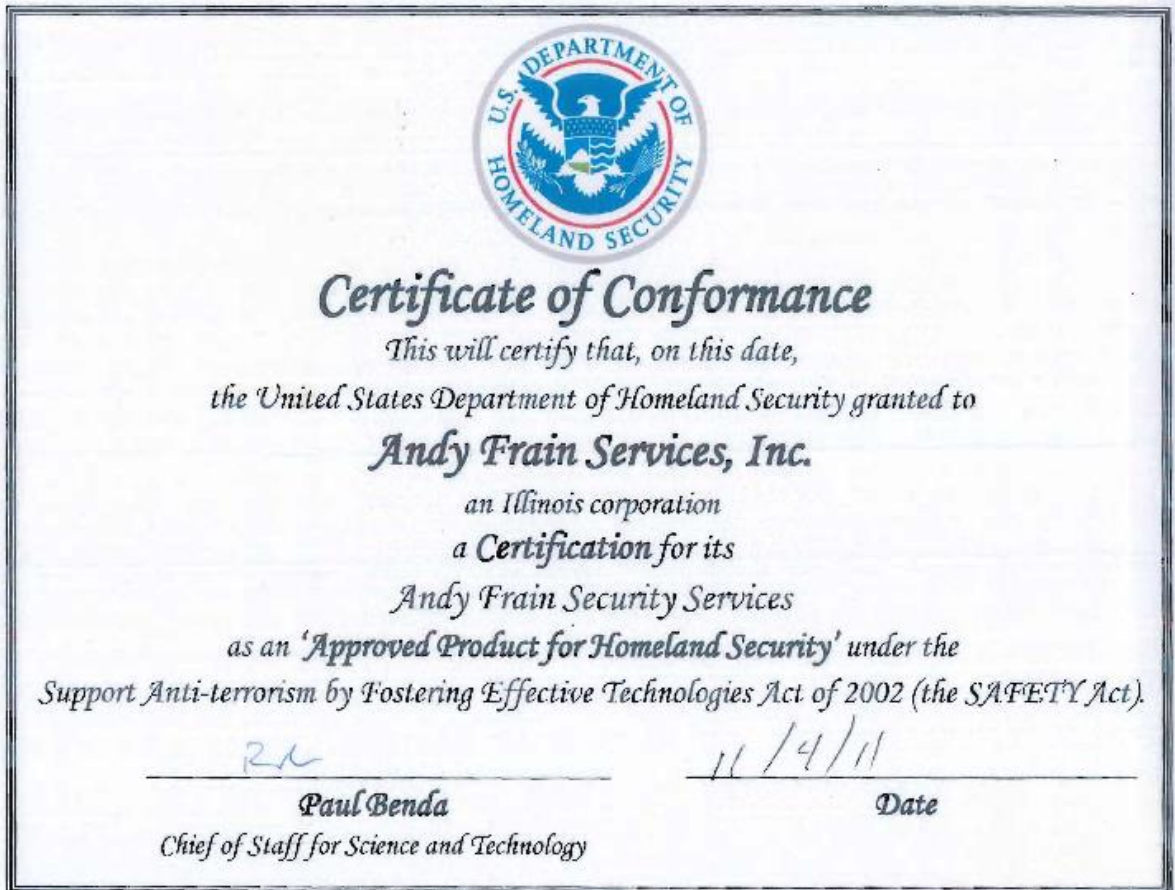 U.S. DEPARTMENT OF
HOMELAND SECURITY
Certificate of Conformance
This will certify that, on this date,
the United States Department of Homeland Security granted to
Andy Frain Services, Inc.
an Illinois corporation
a Certification for its
Andy Frain Security Services
as an 'Approved Product for Homeland Security' under the
Support Anti-terrorism by Fostering Effective Technologies Act of 2002 (the SAFETY Act).
11/4/11
Paul Benda
Date
Chief of Staff for Science and Technology